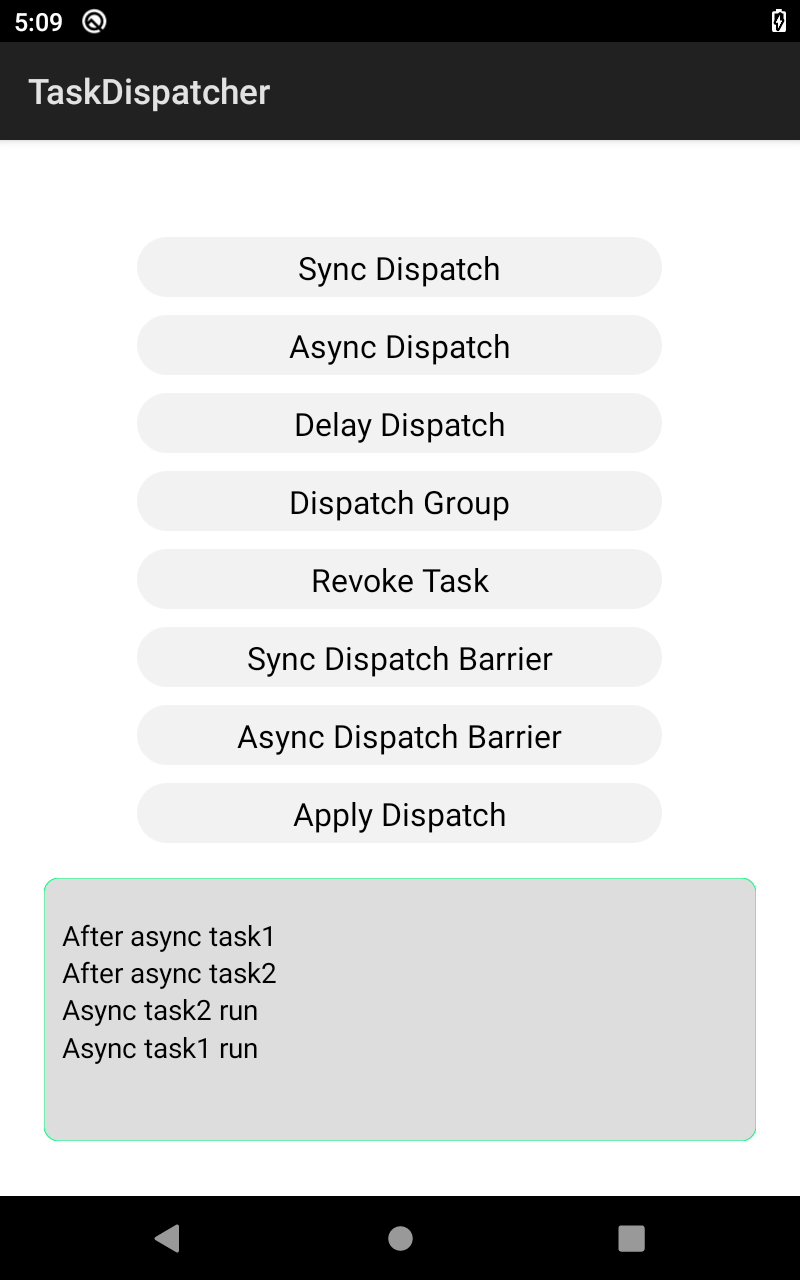 5:09
TaskDispatcher
Sync Dispatch
Async Dispatch
Delay Dispatch
Dispatch Group
Revoke Task
Sync Dispatch Barrier
Async Dispatch Barrier
Apply Dispatch
After async task1
After async task2
Async task2 run
Async task1 run